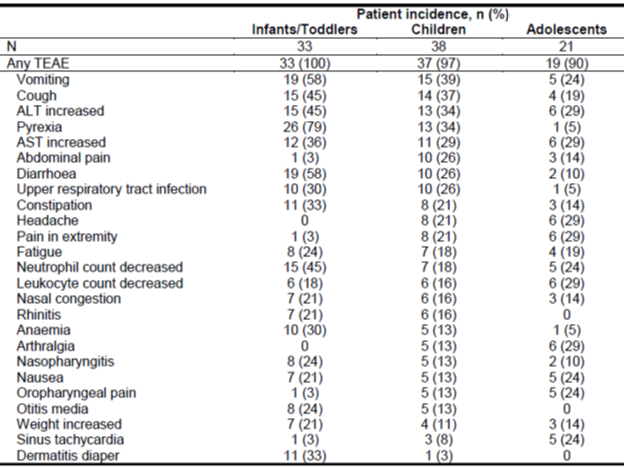 Patient incidence, n (%)
Infants/Toddlers Children Adolescents
N 33 38 21
Any TEAE 33 (100) 37 (97) 19 (90)
Vomiting 19 (58) 15 (39) 5 (24)
Cough 15 (45) 14 (37) 4 (19)
ALT increased 15 (45) 13 (34) 6 (29)
Pyrexia 26 (79) 13 (34) 1 (5)
AST increased 12 (36) 11 (29) 6 (29)
Abdominal pain 1 (3) 10 (26) 3 (14)
Diarrhoea 19 (58) 10 (26) 2 (10)
Upper respiratory tract infection 10 (30) 10 (26) 1 (5)
Constipation 11 (33) 8 (21) 3 (14)
Headache 0 8 (21) 6 (29)
Pain in extremity 1 (3) 8 (21) 6 (29)
Fatigue 8 (24) 7 (18) 4 (19)
Neutrophil count decreased 15 (45) 7 (18) 5 (24)
Leukocyte count decreased 6 (18) 6 (16) 6 (29)
Nasal congestion 7 (21) 6 (16) 3 (14)
Rhinitis 7 (21) 6 (16) 0
Anaemia 10 (30) 5 (13) 1 (5)
Arthralgia 0 5 (13) 6 (29)
Nasopharyngitis 8 (24) 5 (13) 2 (10)
Nausea 7 (21) 5 (13) 5 (24)
Oropharyngeal pain 1 (3) 5 (13) 5 (24)
Otitis media 8 (24) 5 (13) 0
Weight increased 7 (21) 4 (11) 3 (14)
Sinus tachycardia 1 (3) 3 (8) 5 (24)
Dermatitis diaper 11 (33) 1 (3) 0